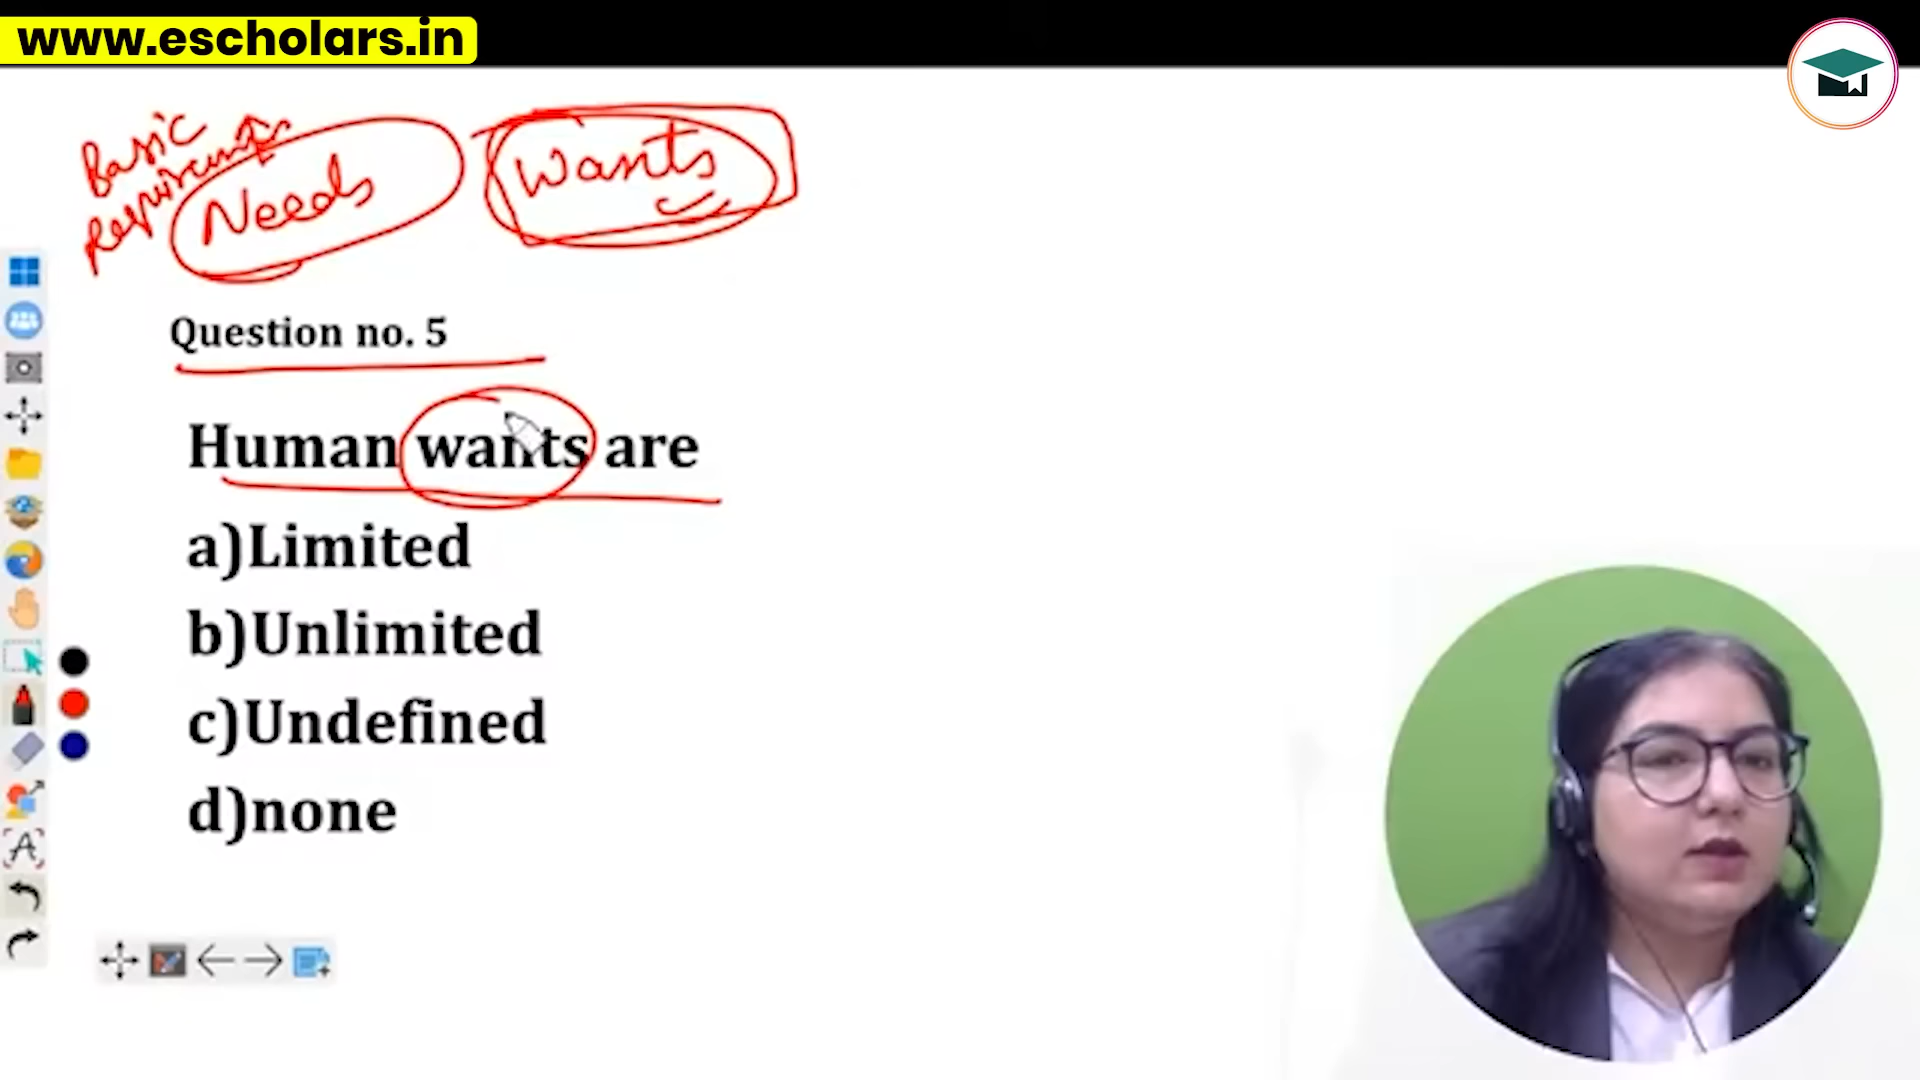 www.escholars.in
Basic
Needs
Wants
Question no. 5
Human wants are
a)Limited
b)Unlimited
c)Undefined
d)none